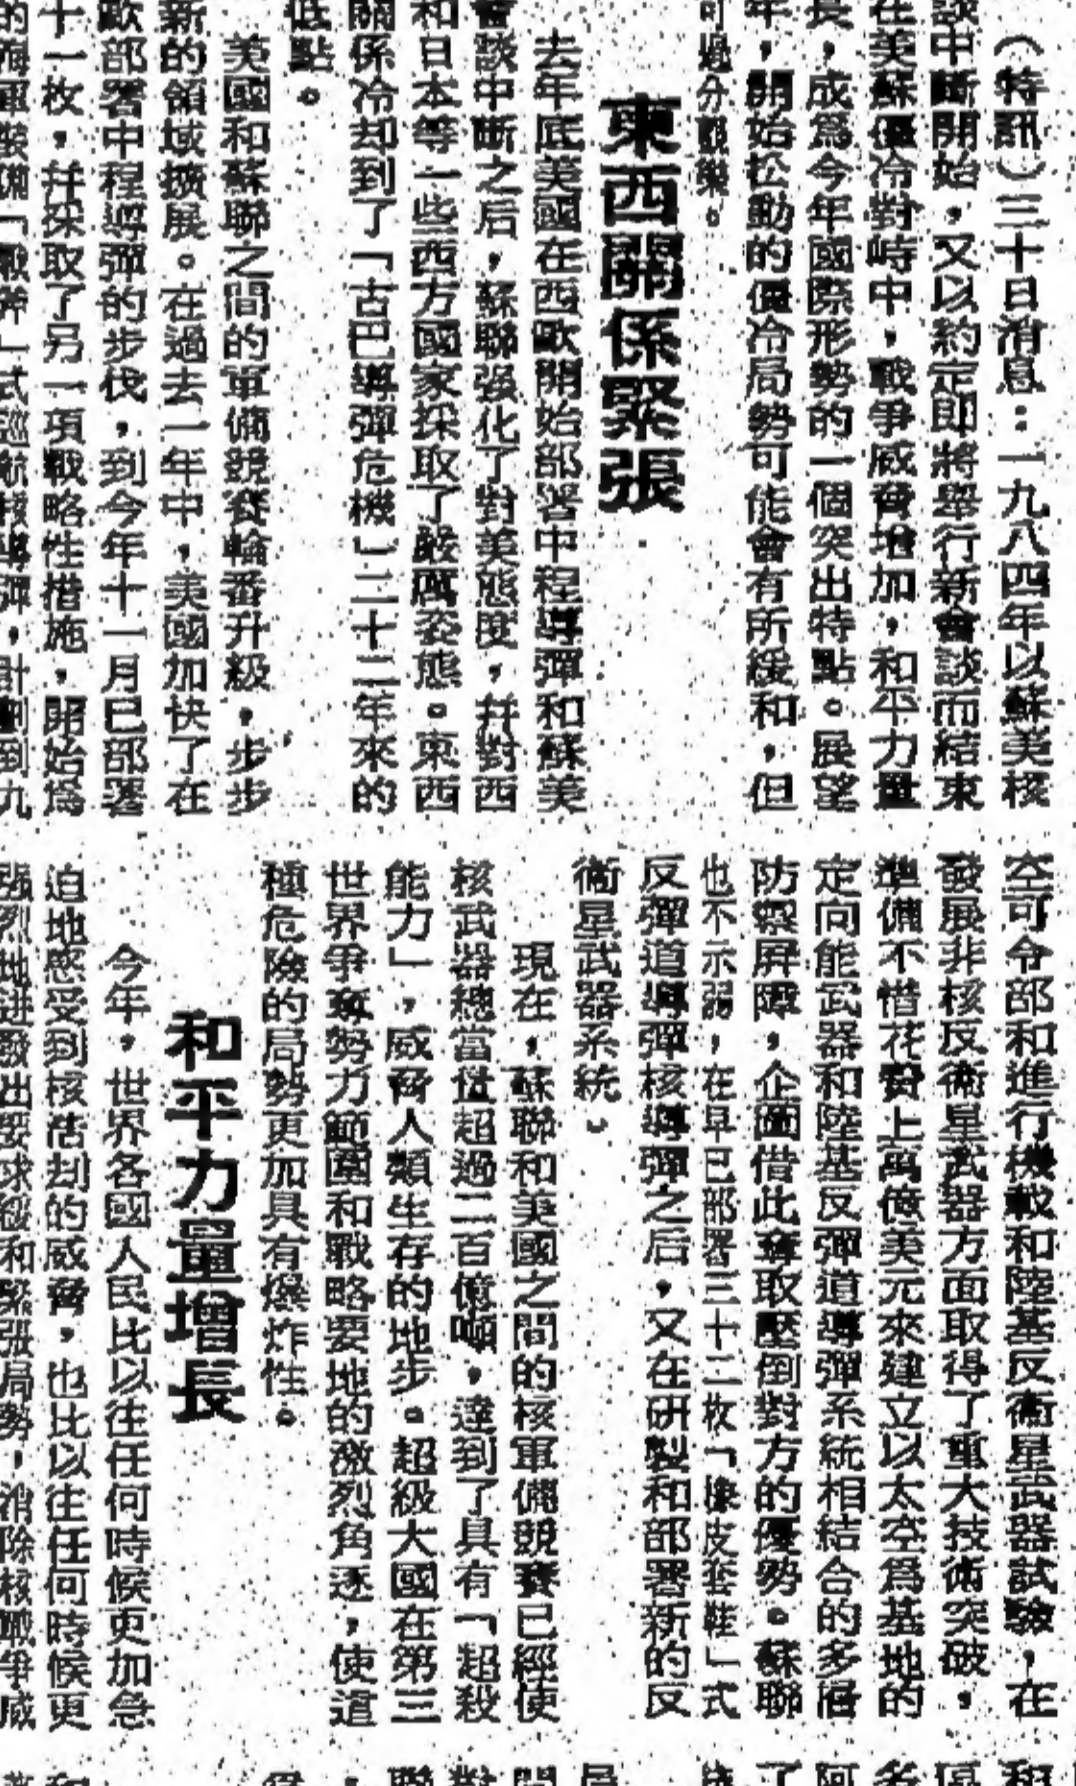 （特訊）三十日消息：一九八四年以蘇美核
談中斷開始，又以約定即將舉行新會談而結束
在美蘇僵冷對峙中，戰爭威脅增加，和平力量
長，成爲今年國際形勢的一個突出特點。展望
年，開始松動的僵冷局勢可能會有所緩和，但
可過分觀樂。
東西關係緊張
去年底美國在西歐開始部署中程導彈和蘇美
會談中斷之后，蘇聯强化了對美態度，幷對西
和日本等一些西方國家採取了嚴厲姿態。東西
關係冷却到了「古巴導彈危機」二十二年來的
低點。
美國和蘇聯之間的軍備競賽輪番升級，步步
新的領域擴展。在過去一年中，美國加快了在
歐部署中程導彈的步伐，到今年十一月已部署
十一枚，幷採取了另一項戰略性措施，開始爲
的海軍裝備「戰斧」式巡航核導彈，計劃到九
空司令部和進行機載和陸基反衛星武器試驗，在
發展非核反衛星武器方面取得了重大技術突破，
準備不惜花費上萬億美元來建立以太空爲基地的
定向能武器和陸基反彈道導彈系統相結合的多層
防禦屏障，企圖借此奪取壓倒對方的優勢。蘇聯
也不示弱，在早已部署三十二枚「橡皮套鞋」式
反彈道導彈核導彈之后，又在研製和部署新的反
衛星武器系統。
現在，蘇聯和美國之間的核軍備競賽已經使
核武器總當量超過二百億噸，達到了具有「超殺
能力」，威脅人類生存的地步。超級大國在第三
世界爭奪勢力範圍和戰略要地的激烈角逐，使這
種危險的局勢更加具有爆炸性。
和平力量增長
今年，世界各國人民比以往任何時候更加急
迫地感受到核浩刦的威脅，也比以往任何時候更
强烈地迸發出要求緩和緊張局勢，消除核戰爭威